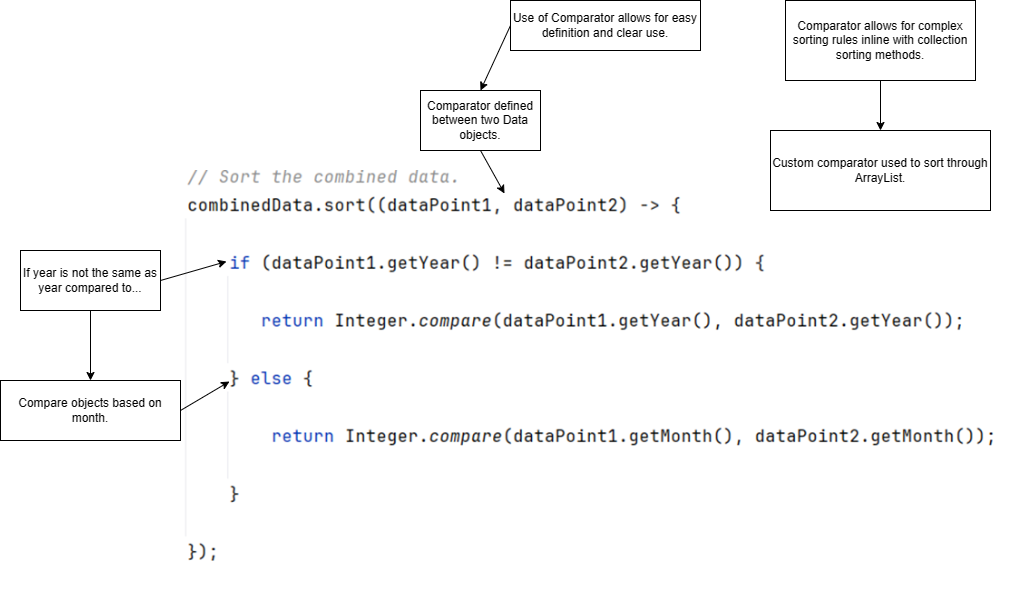 Use of Comparator allows for easy
definition and clear use.
Comparator allows for complex
sorting rules inline with collection
sorting methods.
Comparator defined
between two Data
objects.
Custom comparator used to sort through
ArrayList.
// Sort the combined data.
combinedData.sort((dataPoint1, dataPoint2) -> {
If year is not the same as
year compared to...
if (dataPoint1.getYear() != dataPoint2.getYear()) {
return Integer.compare(dataPoint1.getYear(), dataPoint2.getYear());
Compare objects based on
month.
} else {
return Integer.compare(dataPoint1.getMonth(), dataPoint2.getMonth());
}
});